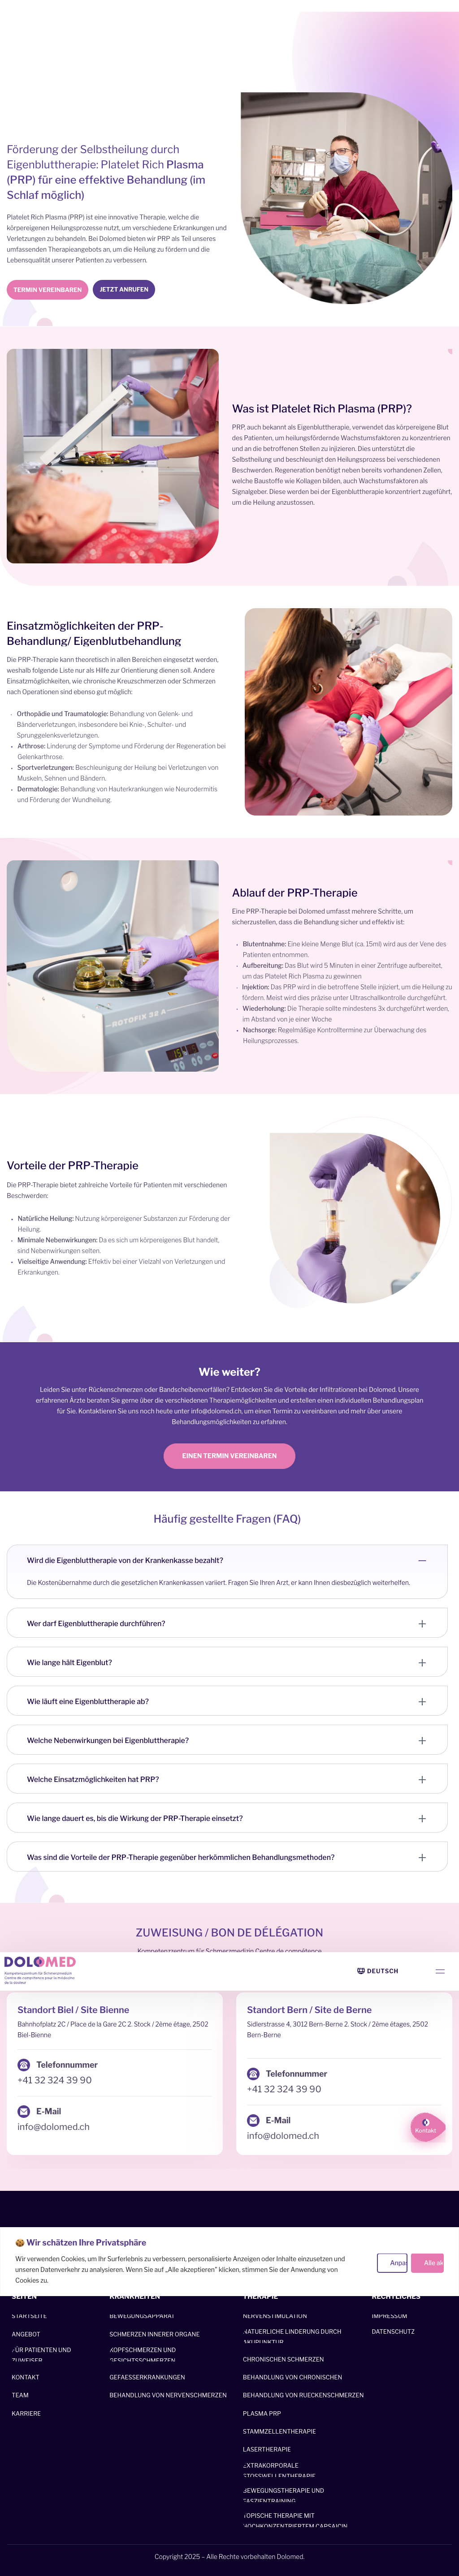 Förderung der Selbstheilung durch
Eigenbluttherapie: Platelet Rich Plasma
(PRP) für eine effektive Behandlung (im
Schlaf möglich)
Platelet Rich Plasma (PRP) ist eine innovative Therapie, welche die
körpereigenen Heilungsprozesse nutzt, um verschiedene Erkrankungen und
Verletzungen zu behandeln. Bei Dolomed bieten wir PRP als Teil unseres
umfassenden Therapieangebots an, um die Heilung zu fördern und die
Lebensqualität unserer Patienten zu verbessern.
TERMIN VEREINBAREN
JETZT ANRUFEN
Was ist Platelet Rich Plasma (PRP)?
PRP, auch bekannt als Eigenbluttherapie, verwendet das körpereigene Blut
des Patienten, um heilungsfördernde Wachstumsfaktoren zu konzentrieren
und an die betroffenen Stellen zu injizieren. Dies unterstützt die
Selbstheilung und beschleunigt den Heilungsprozess bei verschiedenen
Beschwerden. Regeneration benötigt neben bereits vorhandenen Zellen,
welche Baustoffe wie Kollagen bilden, auch Wachstumsfaktoren als
Signalgeber. Diese werden bei der Eigenbluttherapie konzentriert zugeführt,
um die Heilung anzustossen.
Einsatzmöglichkeiten der PRP-
Behandlung/ Eigenblutbehandlung
Die PRP-Therapie kann theoretisch in allen Bereichen eingesetzt werden,
weshalb folgende Liste nur als Hilfe zur Orientierung dienen soll. Andere
Einsatzmöglichkeiten, wie chronische Kreuzschmerzen oder Schmerzen
nach Operationen sind ebenso gut möglich:
Orthopädie und Traumatologie: Behandlung von Gelenk- und
Bänderverletzungen, insbesondere bei Knie-, Schulter- und
Sprunggelenksverletzungen.
Arthrose: Linderung der Symptome und Förderung der Regeneration bei
Gelenkarthrose.
Sportverletzungen: Beschleunigung der Heilung bei Verletzungen von
Muskeln, Sehnen und Bändern.
Dermatologie: Behandlung von Hauterkrankungen wie Neurodermitis
und Förderung der Wundheilung.
Ablauf der PRP-Therapie
Eine PRP-Therapie bei Dolomed umfasst mehrere Schritte, um
sicherzustellen, dass die Behandlung sicher und effektiv ist:
Blutentnahme: Eine kleine Menge Blut (ca. 15ml) wird aus der Vene des
Patienten entnommen.
Aufbereitung: Das Blut wird 5 Minuten in einer Zentrifuge aufbereitet,
um das Platelet Rich Plasma zu gewinnen
Injektion: Das PRP wird in die betroffene Stelle injiziert, um die Heilung zu
fördern. Meist wird dies präzise unter Ultraschallkontrolle durchgeführt.
Wiederholung: Die Therapie sollte mindestens 3x durchgeführt werden,
im Abstand von je einer Woche
Nachsorge: Regelmäßige Kontrolltermine zur Überwachung des
Heilungsprozesses.
ROTOFIX 32 A
Vorteile der PRP-Therapie
Die PRP-Therapie bietet zahlreiche Vorteile für Patienten mit verschiedenen
Beschwerden:
Natürliche Heilung: Nutzung körpereigener Substanzen zur Förderung der
Heilung.
Minimale Nebenwirkungen: Da es sich um körpereigenes Blut handelt,
sind Nebenwirkungen selten.
Vielseitige Anwendung: Effektiv bei einer Vielzahl von Verletzungen und
Erkrankungen.
Wie weiter?
Leiden Sie unter Rückenschmerzen oder Bandscheibenvorfällen? Entdecken Sie die Vorteile der Infiltrationen bei Dolomed. Unsere
erfahrenen Ärzte beraten Sie gerne über die verschiedenen Therapiemöglichkeiten und erstellen einen individuellen Behandlungsplan
für Sie. Kontaktieren Sie uns noch heute unter info@dolomed.ch, um einen Termin zu vereinbaren und mehr über unsere
Behandlungsmöglichkeiten zu erfahren.
EINEN TERMIN VEREINBAREN
Häufig gestellte Fragen (FAQ)
Wird die Eigenbluttherapie von der Krankenkasse bezahlt?
Die Kostenübernahme durch die gesetzlichen Krankenkassen variiert. Fragen Sie Ihren Arzt, er kann Ihnen diesbezüglich weiterhelfen.
Wer darf Eigenbluttherapie durchführen?
Wie lange hält Eigenblut?
Wie läuft eine Eigenbluttherapie ab?
Welche Nebenwirkungen bei Eigenbluttherapie?
Welche Einsatzmöglichkeiten hat PRP?
Wie lange dauert es, bis die Wirkung der PRP-Therapie einsetzt?
Was sind die Vorteile der PRP-Therapie gegenüber herkömmlichen Behandlungsmethoden?
ZUWEISUNG / BON DE DÉLÉGATION
Kompetenzzentrum für Schmerzmedizin Centre de compétence
DOLOMED
Kompetenzzentrum für Schmerzmedizin
Centre de compétence pour la médecine
de la douleur
DEUTSCH
Standort Biel / Site Bienne
Bahnhofplatz 2C / Place de la Gare 2C 2. Stock / 2ème étage, 2502
Biel-Bienne
Telefonnummer
+41 32 324 39 90
E-Mail
info@dolomed.ch
Standort Bern / Site de Berne
Sidlerstrasse 4, 3012 Bern-Berne 2. Stock / 2ème étages, 2502
Bern-Berne
Telefonnummer
+41 32 324 39 90
E-Mail
info@dolomed.ch
Kontakt
Wir schätzen Ihre Privatsphäre
Wir verwenden Cookies, um Ihr Surferlebnis zu verbessern, personalisierte Anzeigen oder Inhalte einzusetzen und
unseren Datenverkehr zu analysieren. Wenn Sie auf „Alle akzeptieren" klicken, stimmen Sie der Anwendung von
Cookies zu.
SEITEN
STARTSEITE
ANGEBOT
FÜR PATIENTEN UND
ZUWEISER
KONTAKT
TEAM
KARRIERE
KRANKHEITEN
BEWEGUNGSAPPARAT
SCHMERZEN INNERER ORGANE
KOPFSCHMERZEN UND
GESICHTSSCHMERZEN
GEFAESSERKRANKUNGEN
BEHANDLUNG VON NERVENSCHMERZEN
THERAPIE
NERVENSTIMULATION
NATUERLICHE LINDERUNG DURCH
AKUPUNKTUR
CHRONISCHEN SCHMERZEN
BEHANDLUNG VON CHRONISCHEN
BEHANDLUNG VON RUECKENSCHMERZEN
PLASMA PRP
STAMMZELLENTHERAPIE
LASERTHERAPIE
EXTRAKORPORALE
STOSSWELLENTHERAPIE
BEWEGUNGSTHERAPIE UND
FASZIENTRAINING
TOPISCHE THERAPIE MIT
HOCHKONZENTRIERTEM CAPSAICIN
RECHTLICHES
IMPRESSUM
DATENSCHUTZ
Copyright 2025 – Alle Rechte vorbehalten Dolomed.